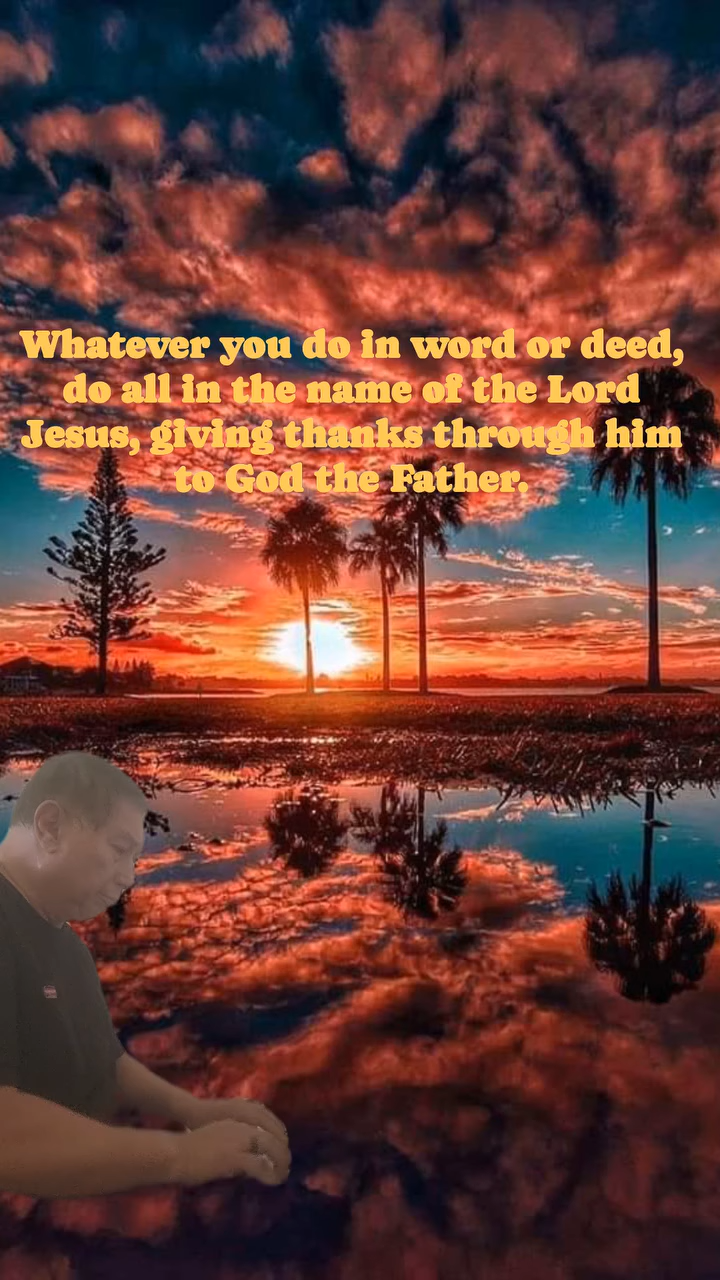 Whatever you do in word or deed,
do all in the name of the Lord
Jesus, giving thanks through him
to God the Father.